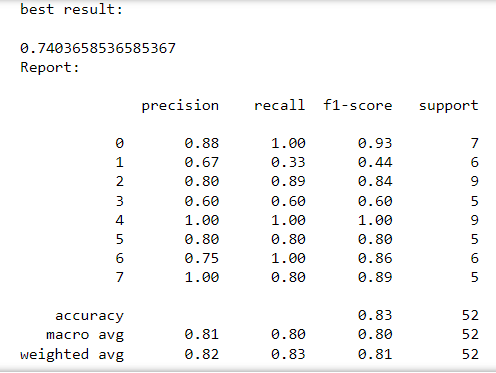 best result:
0.7403658536585367
Report:
precision recall f1-score support
0 0.88 1.00 0.93 7
1 0.67 0.33 0.44 6
2 0.80 0.89 0.84 9
3 0.60 0.60 0.60 5
4 1.00 1.00 1.00 9
5 0.80 0.80 0.80 5
6 0.75 1.00 0.86 6
7 1.00 0.80 0.89 5
accuracy 0.83 52
macro avg 0.81 0.80 0.80 52
weighted avg 0.82 0.83 0.81 52